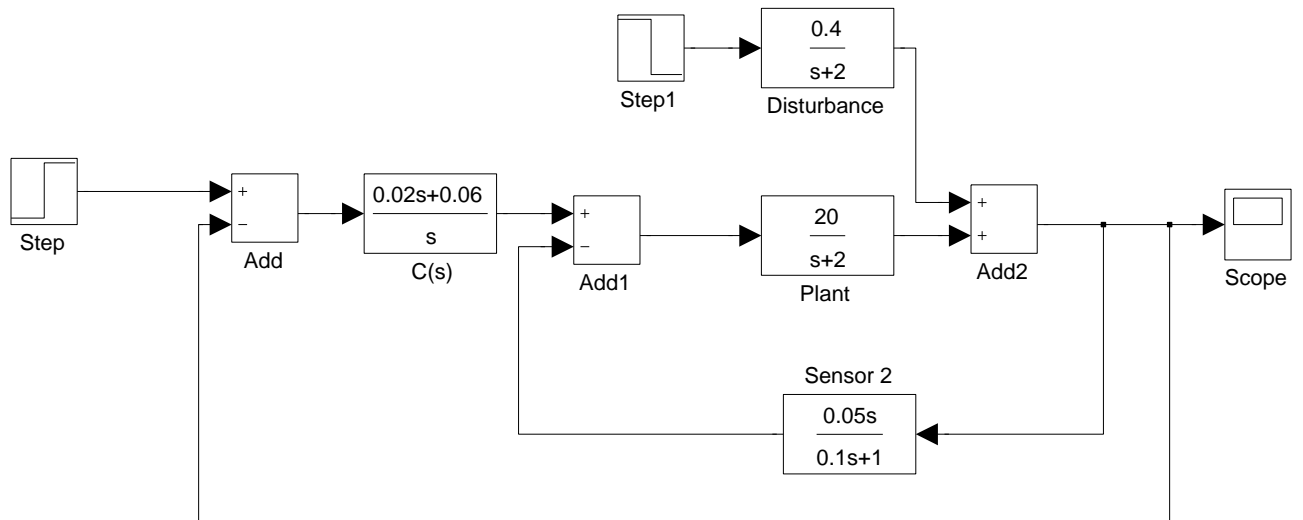 0.4
s+2
Step1
Disturbance
Step
+
−
Add
0.02s+0.06
s
C(s)
+
−
Add1
20
s+2
Plant
+
+
Add2
Scope
Sensor 2
0.05s
0.1s+1